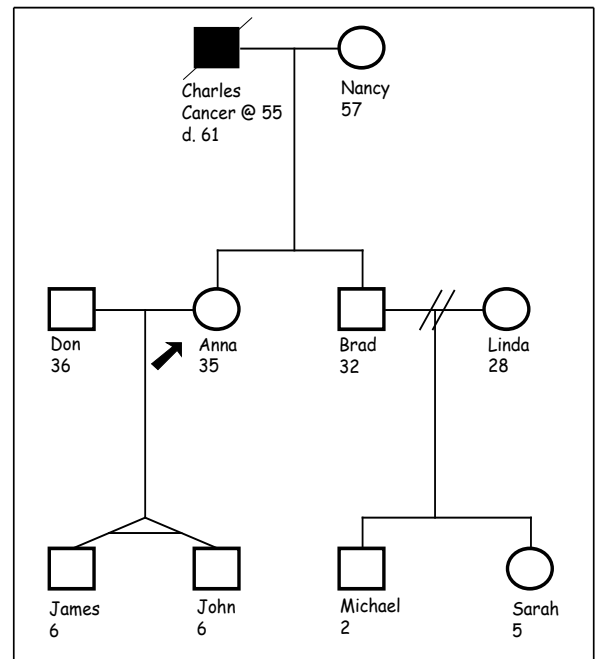 Charles
Cancer @ 55
d. 61
Nancy
57
Don
36
Anna
35
Brad
32
Linda
28
James
6
John
6
Michael
2
Sarah
5